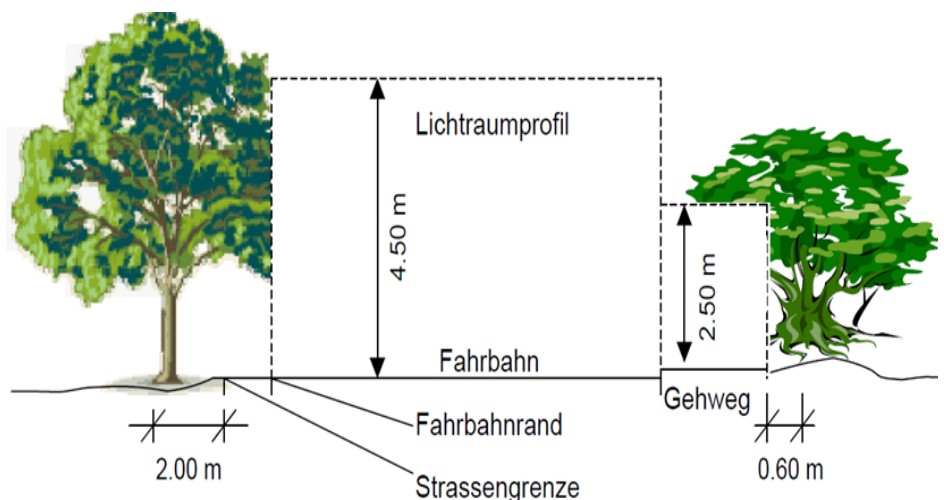 Lichtraumprofil
4.50 m
2.50 m
Fahrbahn
Gehweg
Fahrbahnrand
2.00 m
0.60 m
Strassengrenze